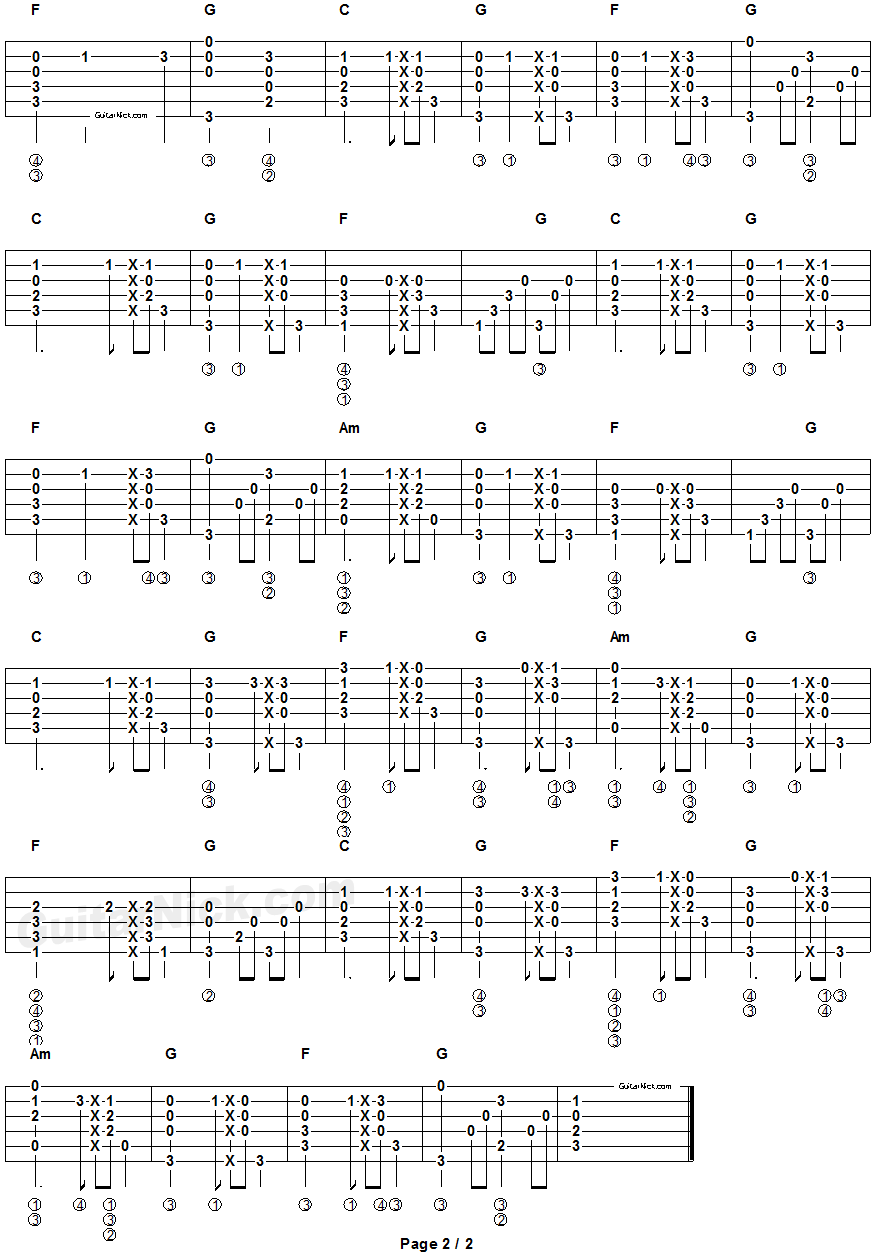 F G C G F G
0 0
0 1 3 0 3 1 1 X 1 0 1 X 1 0 1 X 3 3
0 0 0 0 X 0 0 X 0 0 X 0 0 0
3 0 2 X 2 0 X 0 3 X 0 0 0
3 2 3 X 3 3 X 3 2
GuitarNick.com 3 3 X 3 3
4 3 4 3 1 3 1 4 3 3 3
3 2 2
C G F G C G
1 1 X 1 0 1 X 1 1 1 X 1 0 1 X 1
0 X 0 0 X 0 0 0 X 0 0 0 0 X 0 0 X 0
2 X 2 0 X 0 3 X 3 3 0 2 X 2 0 X 0
3 X 3 3 X 3 3 3 X 3
3 X 3 1 X 1 3 3 X 3
3 1 4 3 3 1
3
1
F G Am G F G
0
0 1 X 3 3 1 1 X 1 0 1 X 1
0 X 0 0 0 2 X 2 0 X 0 0 0 X 0 0 0
3 X 0 0 0 2 X 2 0 X 0 3 X 3 3 0
3 X 3 2 0 X 0 3 X 3 3
3 3 X 3 1 X 1 3
3 1 4 3 3 3 1 3 1 4 3
2 3 3
2 1
C G F G Am G
3 1 X 0 0 X 1 0
1 1 X 1 3 3 X 3 1 X 0 3 X 3 1 3 X 1 0 1 X 0
0 X 0 0 X 0 2 X 2 0 X 0 2 X 2 0 X 0
2 X 2 0 X 0 3 X 3 0 X 2 0 X 0
3 X 3 0 X 0
3 X 3 3 X 3 3 X 3
4 4 1 4 1 3 1 4 1 3 1
3 1 3 4 3 3
2 2
3
F G C G F G
3 1 X 0 0 X 1
1 1 X 1 3 3 X 3 1 X 0 3 X 3
2 2 X 2 0 0 0 X 0 0 X 0 2 X 2 0 X 0
3 X 3 0 0 0 2 X 2 0 X 0 3 X 3 0
3 X 3 2 3 X 3
1 X 1 3 3 3 X 3 3 X 3
GuitarNick.com
2 2 4 4 1 4 1 3
4 3 1 3 4
3 2
1 3
Am G F G
0 0 GuitarNick.com
1 3 X 1 0 1 X 0 0 1 X 3 3 1
2 X 2 0 X 0 0 X 0 0 0 0
X 2 0 X 0 3 X 0 0 0 2
0 X 0 3 X 3 2 3
3 X 3 3
1 4 1 3 1 3 1 4 3 3 3
3 3 2
2
Page 2 / 2